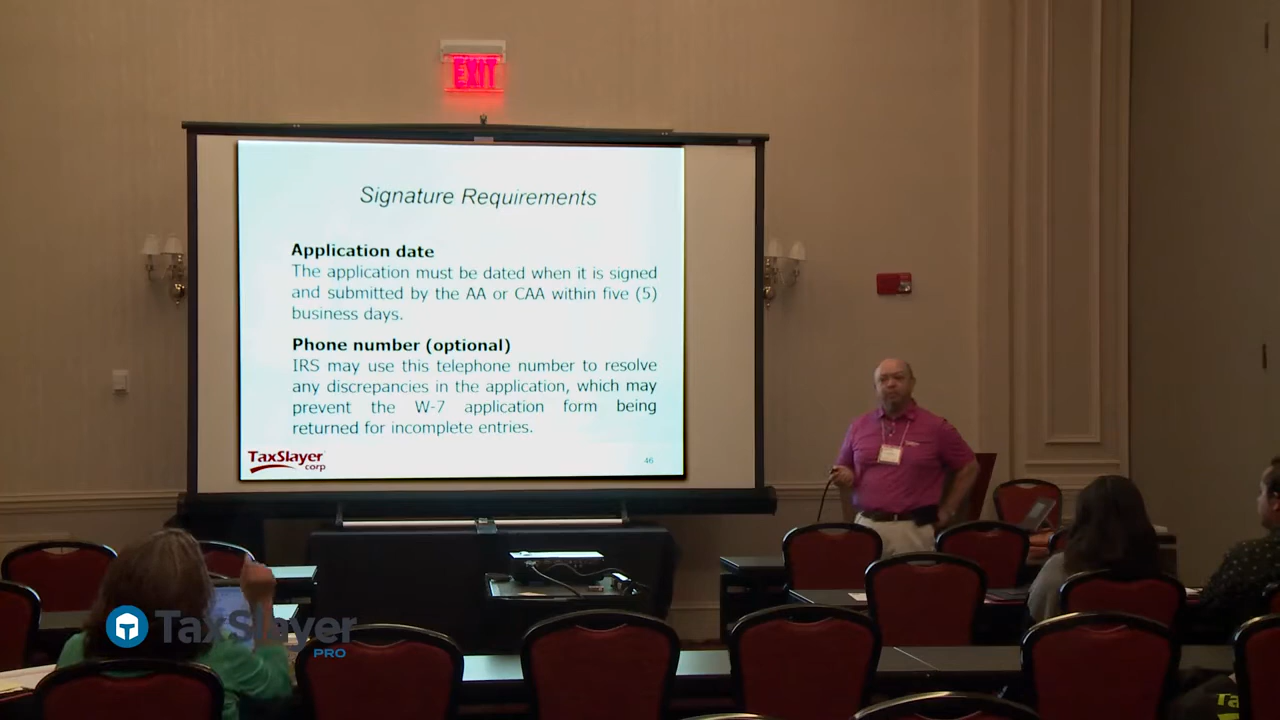 EXIT
Signature Requirements
Application date
The application must be dated when it is signed
and submitted by the AA or CAA within five (5)
business days.
Phone number (optional)
IRS may use this telephone number to resolve
any discrepancies in the application, which may
prevent the W-7 application form being
returned for incomplete entries.
TaxSlayer
corp
46
TaxSlayer
PRO